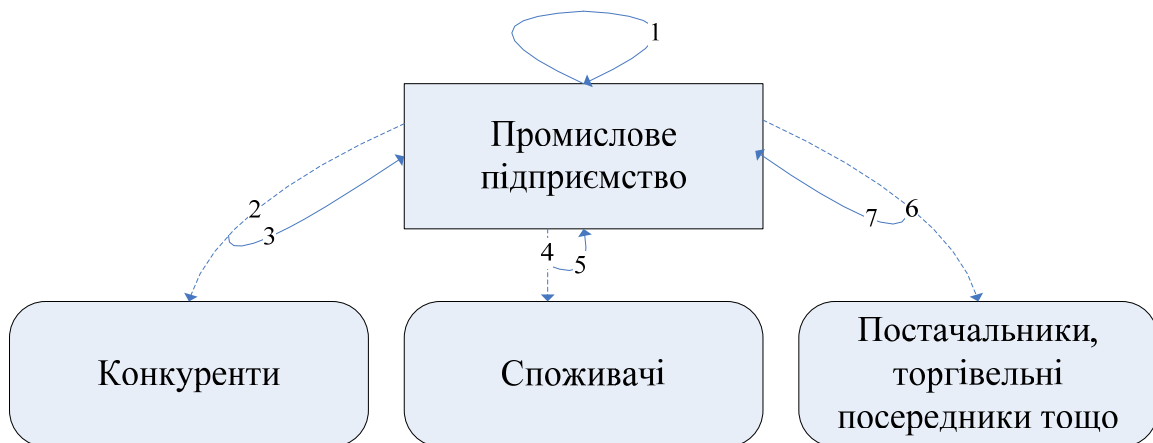 1
Промислове
підприємство
2
3
4
5
6
7
Конкуренти
Споживачі
Постачальники,
торгівельні
посередники тощо